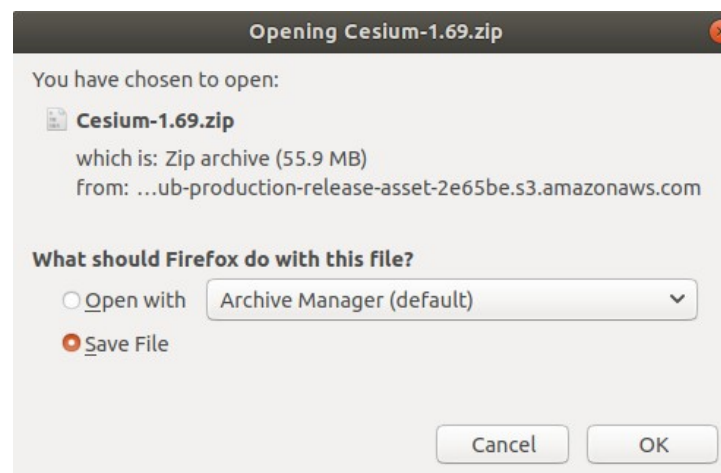 Opening Cesium-1.69.zip
You have chosen to open:
Cesium-1.69.zip
which is: Zip archive (55.9 MB)
from: …ub-production-release-asset-2e65be.s3.amazonaws.com
What should Firefox do with this file?
Open with Archive Manager (default)
Save File
Cancel OK